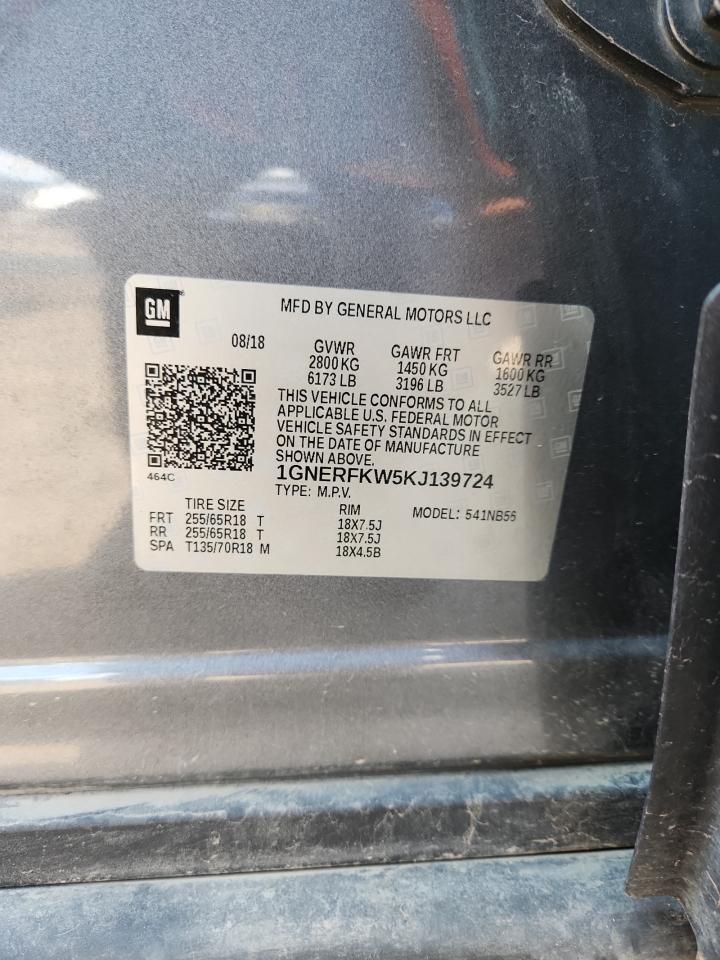 GM
MFD BY GENERAL MOTORS LLC
08/18 GVWR GAWR FRT GAWR RR
2800 KG 1450 KG 1600 KG
6173 LB 3196 LB 3527 LB
THIS VEHICLE CONFORMS TO ALL
APPLICABLE U.S. FEDERAL MOTOR
VEHICLE SAFETY STANDARDS IN EFFECT
ON THE DATE OF MANUFACTURE
SHOWN ABOVE.
464C
1GNERFKW5KJ139724
TYPE: M.P.V.
TIRE SIZE RIM MODEL: 541NB56
FRT 255/65R18 T 18X7.5J
RR 255/65R18 T 18X7.5J
SPA T135/70R18 M 18X4.5B